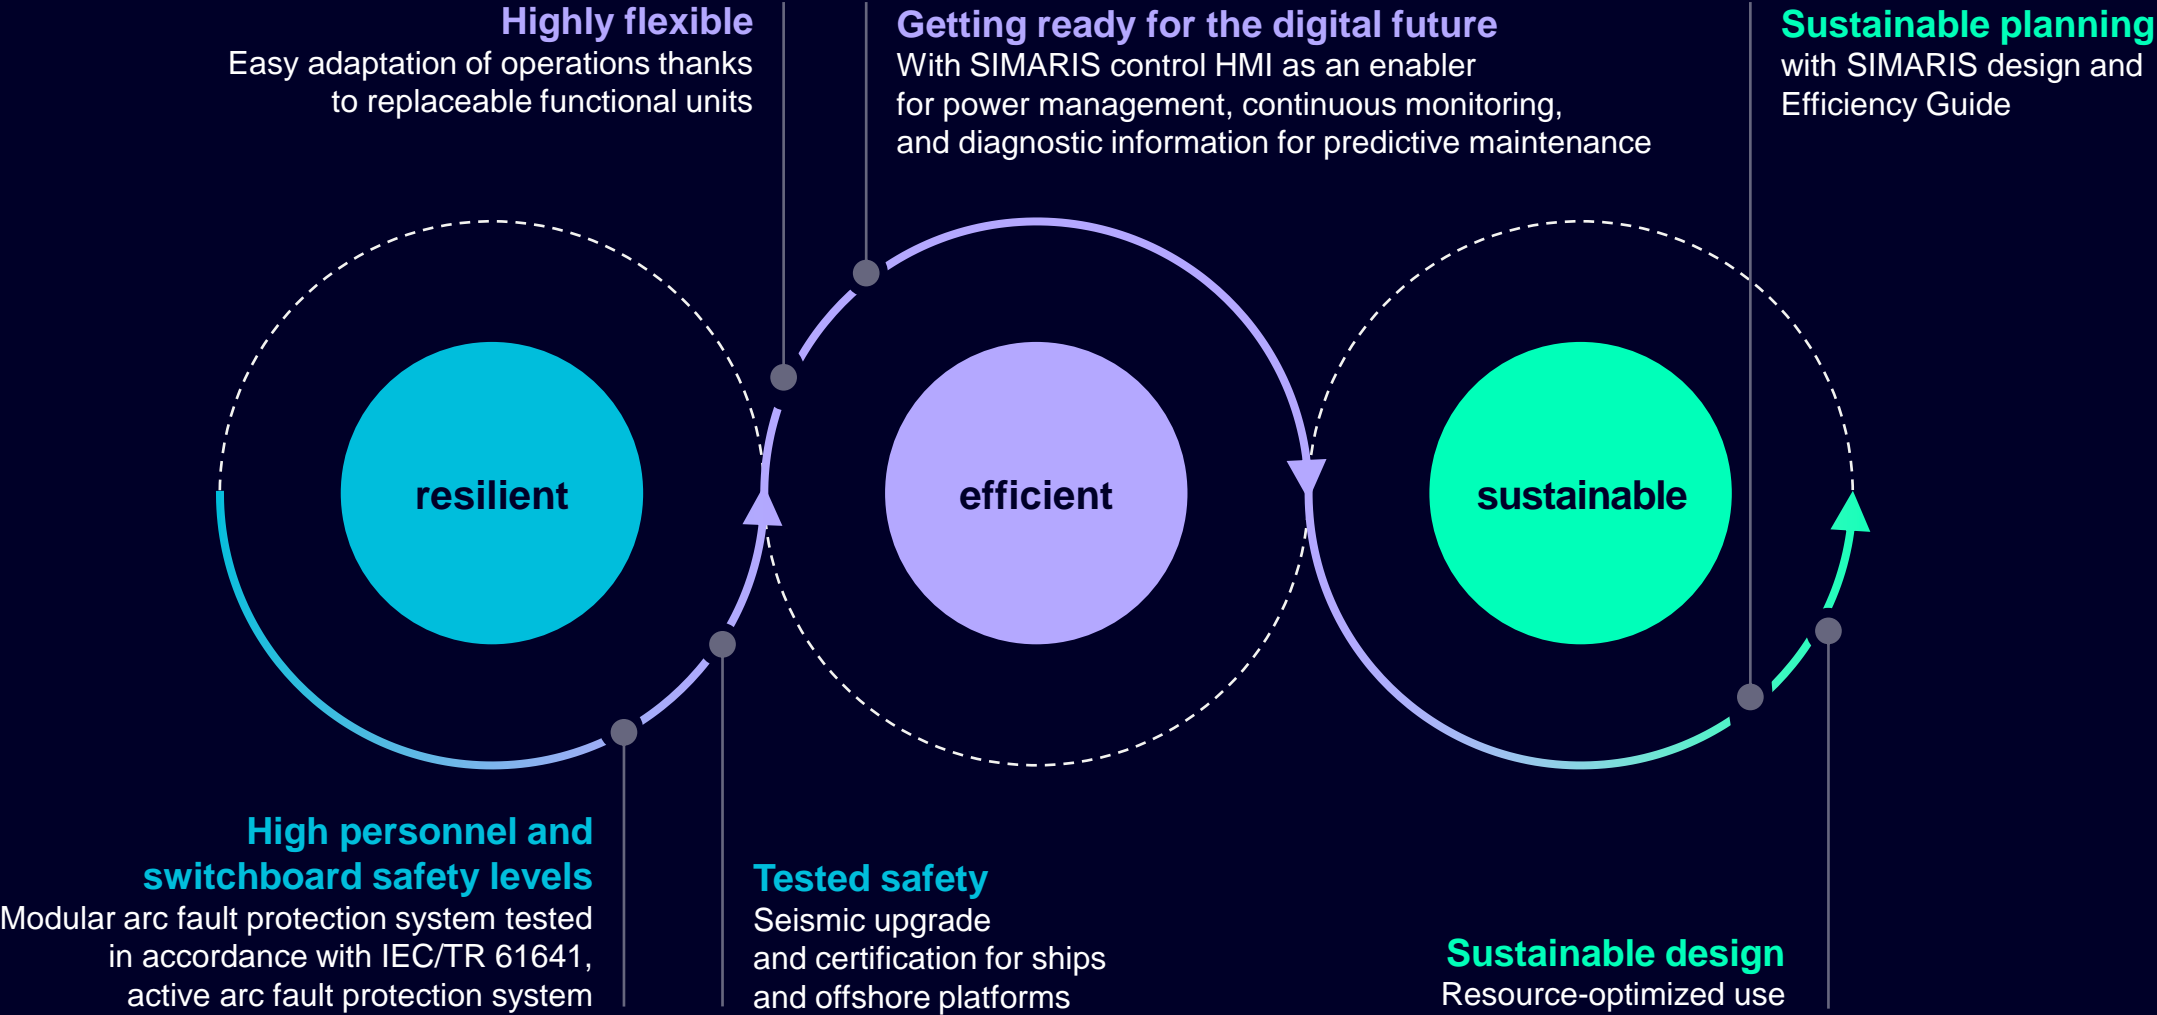 Highly flexible
Easy adaptation of operations thanks
to replaceable functional units
Getting ready for the digital future
With SIMARIS control HMI as an enabler
for power management, continuous monitoring,
and diagnostic information for predictive maintenance
Sustainable planning
with SIMARIS design and
Efficiency Guide
resilient
efficient
sustainable
High personnel and
switchboard safety levels
Modular arc fault protection system tested
in accordance with IEC/TR 61641,
active arc fault protection system
Tested safety
Seismic upgrade
and certification for ships
and offshore platforms
Sustainable design
Resource-optimized use